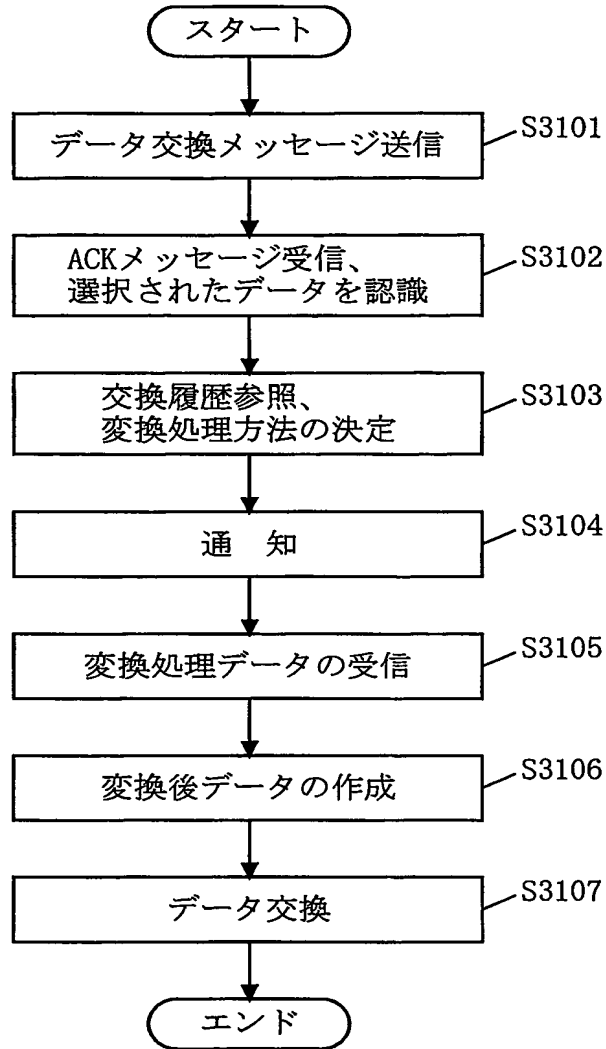 スタート
データ交換メッセージ送信
S3101
ACKメッセージ受信、
選択されたデータを認識
S3102
交換履歴参照、
変換処理方法の決定
S3103
通 知
S3104
変換処理データの受信
S3105
変換後データの作成
S3106
データ交換
S3107
エンド